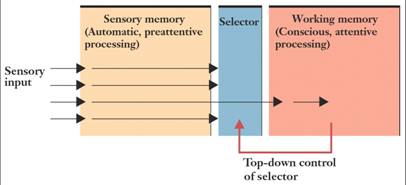 Sensory memory
(Automatic, preattentive
processing)
Selector
Working memory
(Conscious, attentive
processing)
Sensory
input
Top-down control
of selector